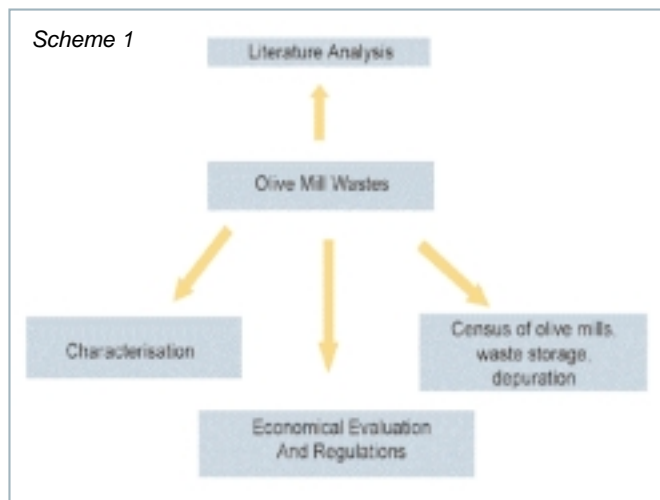 Scheme 1
Literature Analysis
Olive Mill Wastes
Characterisation
Census of olive mills,
waste storage,
depuration
Economical Evaluation
And Regulations